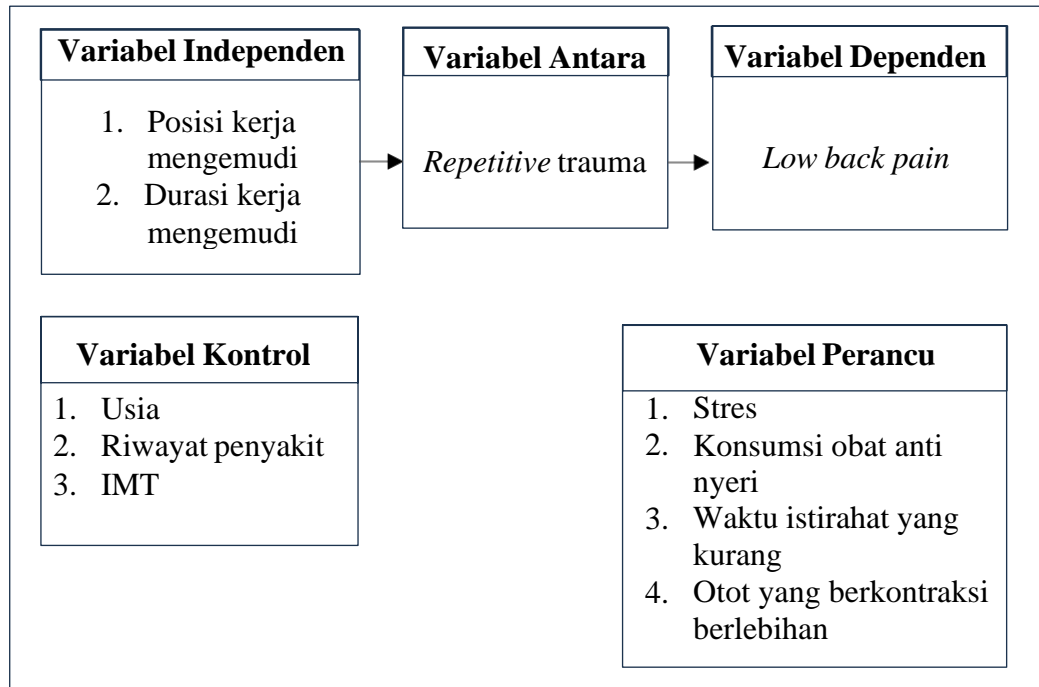 Variabel Independen
1. Posisi kerja
mengemudi
2. Durasi kerja
mengemudi
Variabel Antara
Repetitive trauma
Variabel Dependen
Low back pain
Variabel Kontrol
1. Usia
2. Riwayat penyakit
3. IMT
Variabel Perancu
1. Stres
2. Konsumsi obat anti
nyeri
3. Waktu istirahat yang
kurang
4. Otot yang berkontraksi
berlebihan